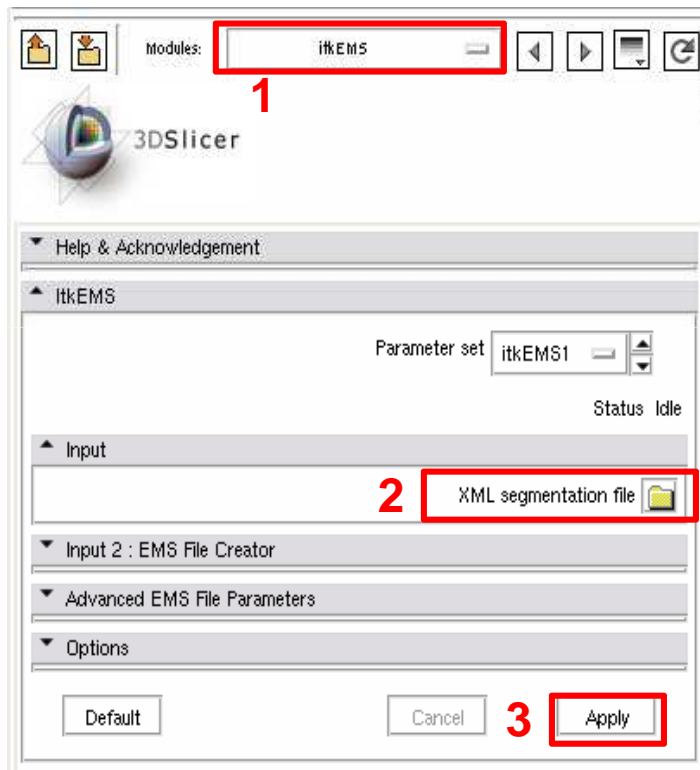 Modules: itkEMS
1
3DSlicer
Help & Acknowledgement
ItkEMS
Parameter set itkEMS1
Status Idle
Input
2 XML segmentation file
Input 2 : EMS File Creator
Advanced EMS File Parameters
Options
Default Cancel 3 Apply